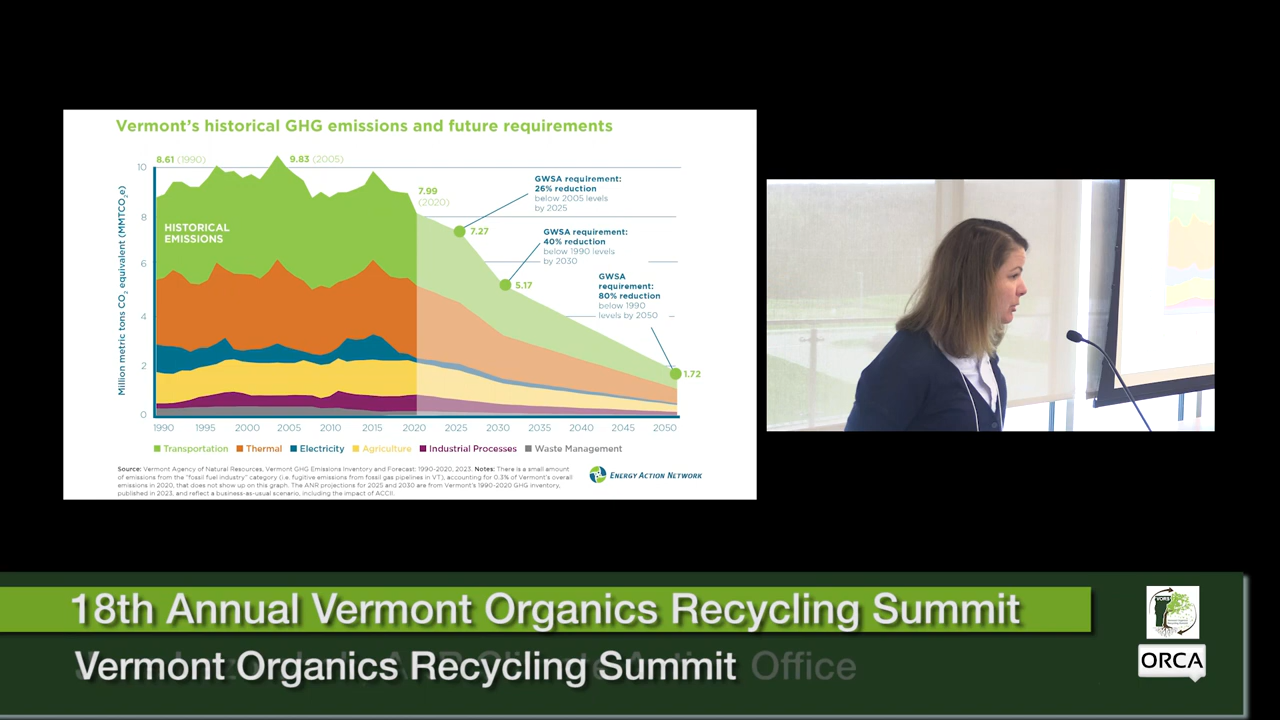 Vermont's historical GHG emissions and future requirements
8.61 (1990)
9.83 (2005)
7.99
(2020)
GWSA requirement:
26% reduction
below 2005 levels
by 2025
7.27
GWSA requirement:
40% reduction
below 1990 levels
by 2030
5.17
GWSA
requirement:
80% reduction
below 1990
levels by 2050
1.72
HISTORICAL
EMISSIONS
Million metric tons CO2 equivalent (MMTCO2e)
10
8
6
4
2
0
1990 1995 2000 2005 2010 2015 2020 2025 2030 2035 2040 2045 2050
Transportation Thermal Electricity Agriculture Industrial Processes Waste Management
Source: Vermont Agency of Natural Resources, Vermont GHG Emissions Inventory and Forecast: 1990-2020, 2023. Notes: There is a small amount
of emissions from the "fossil fuel industry" category (i.e. fugitive emissions from fossil gas pipelines in VT), accounting for 0.3% of Vermont's overall
emissions in 2020, that does not show up on this graph. The ANR projections for 2025 and 2030 are from Vermont's 1990-2020 GHG inventory,
published in 2023, and reflect a business-as-usual scenario, including the impact of ACCII.
ENERGY ACTION NETWORK
18th Annual Vermont Organics Recycling Summit
Vermont Organics Recycling Summit
Office
VORS
ORCA